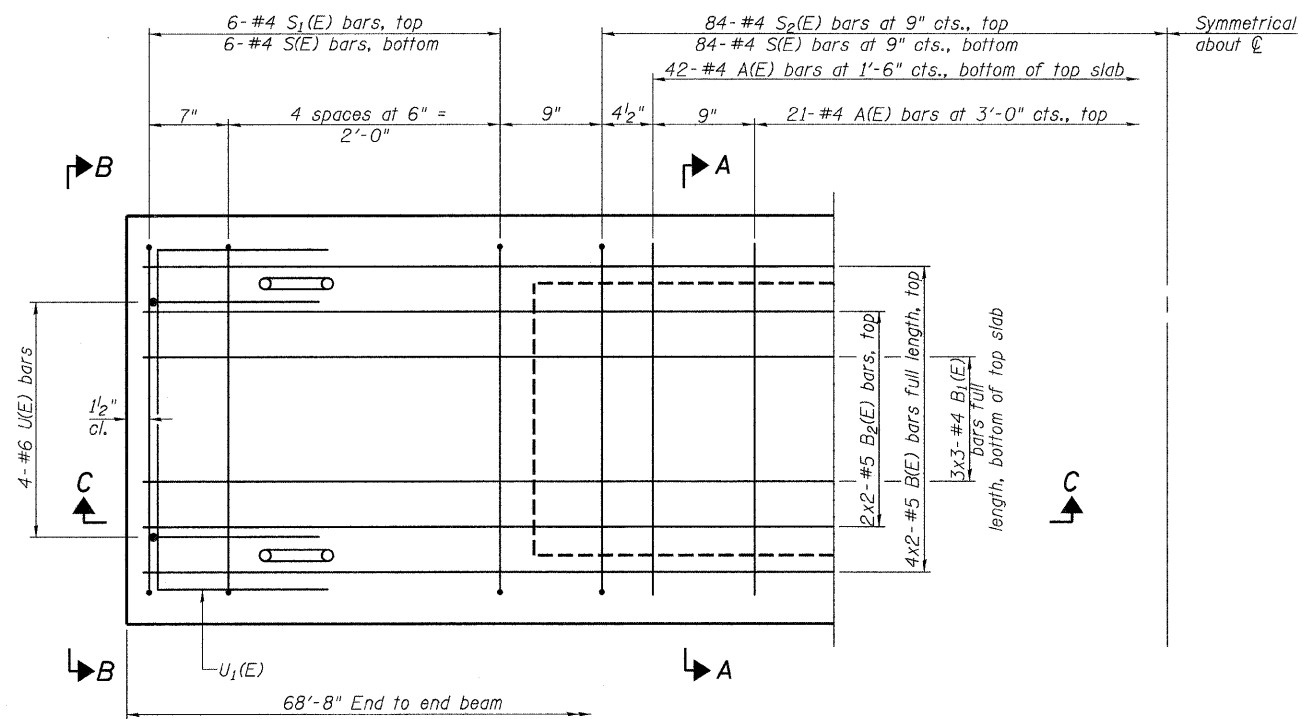 6- #4 S1(E) bars, top
6- #4 S(E) bars, bottom
84-#4 S2(E) bars at 9" cts., top
84-#4 S(E) bars at 9" cts., bottom
Symmetrical
about ℄
42-#4 A(E) bars at 1'-6" cts., bottom of top slab
7"
4 spaces at 6" =
2'-0"
9"
4½"
9"
21-#4 A(E) bars at 3'-0" cts., top
B
A
4-#6 U(E) bars
1½"
cl.
2x2-#5 B2(E) bars, top
4x2-#5 B(E) bars full length, top
3x3-#4 B1(E)
bars full
length, bottom of top slab
C
C
B
U1(E)
A
68'-8" End to end beam